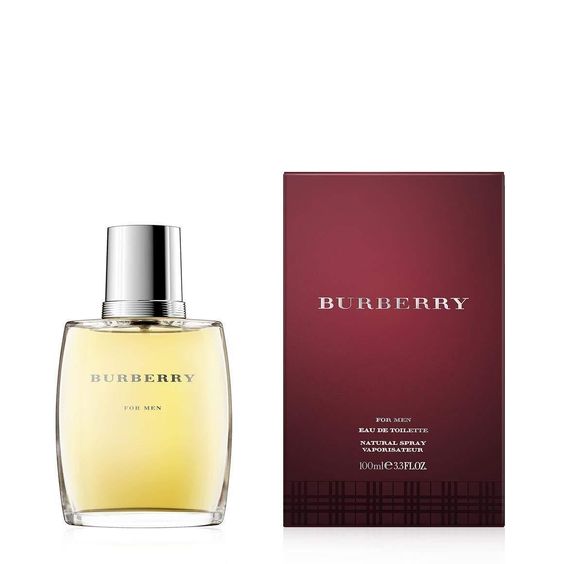 BURBERRY
FOR MEN
BURBERRY
FOR MEN
EAU DE TOILETTE
NATURAL SPRAY
VAPORISATEUR
100ml ℮ 3.3FL.OZ.